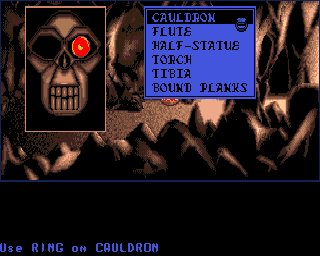 CAULDRON
FLUTE
HALF-STATUE
TORCH
TIBIA
BOUND PLANKS
Use RING on CAULDRON